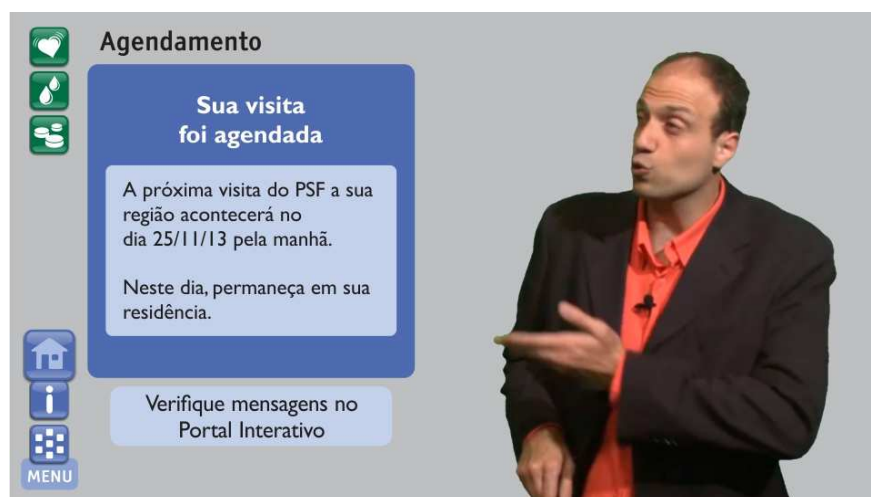 Agendamento
Sua visita
foi agendada
A próxima visita do PSF a sua
região acontecerá no
dia 25/11/13 pela manhã.
Neste dia, permaneça em sua
residência.
Verifique mensagens no
Portal Interativo
MENU